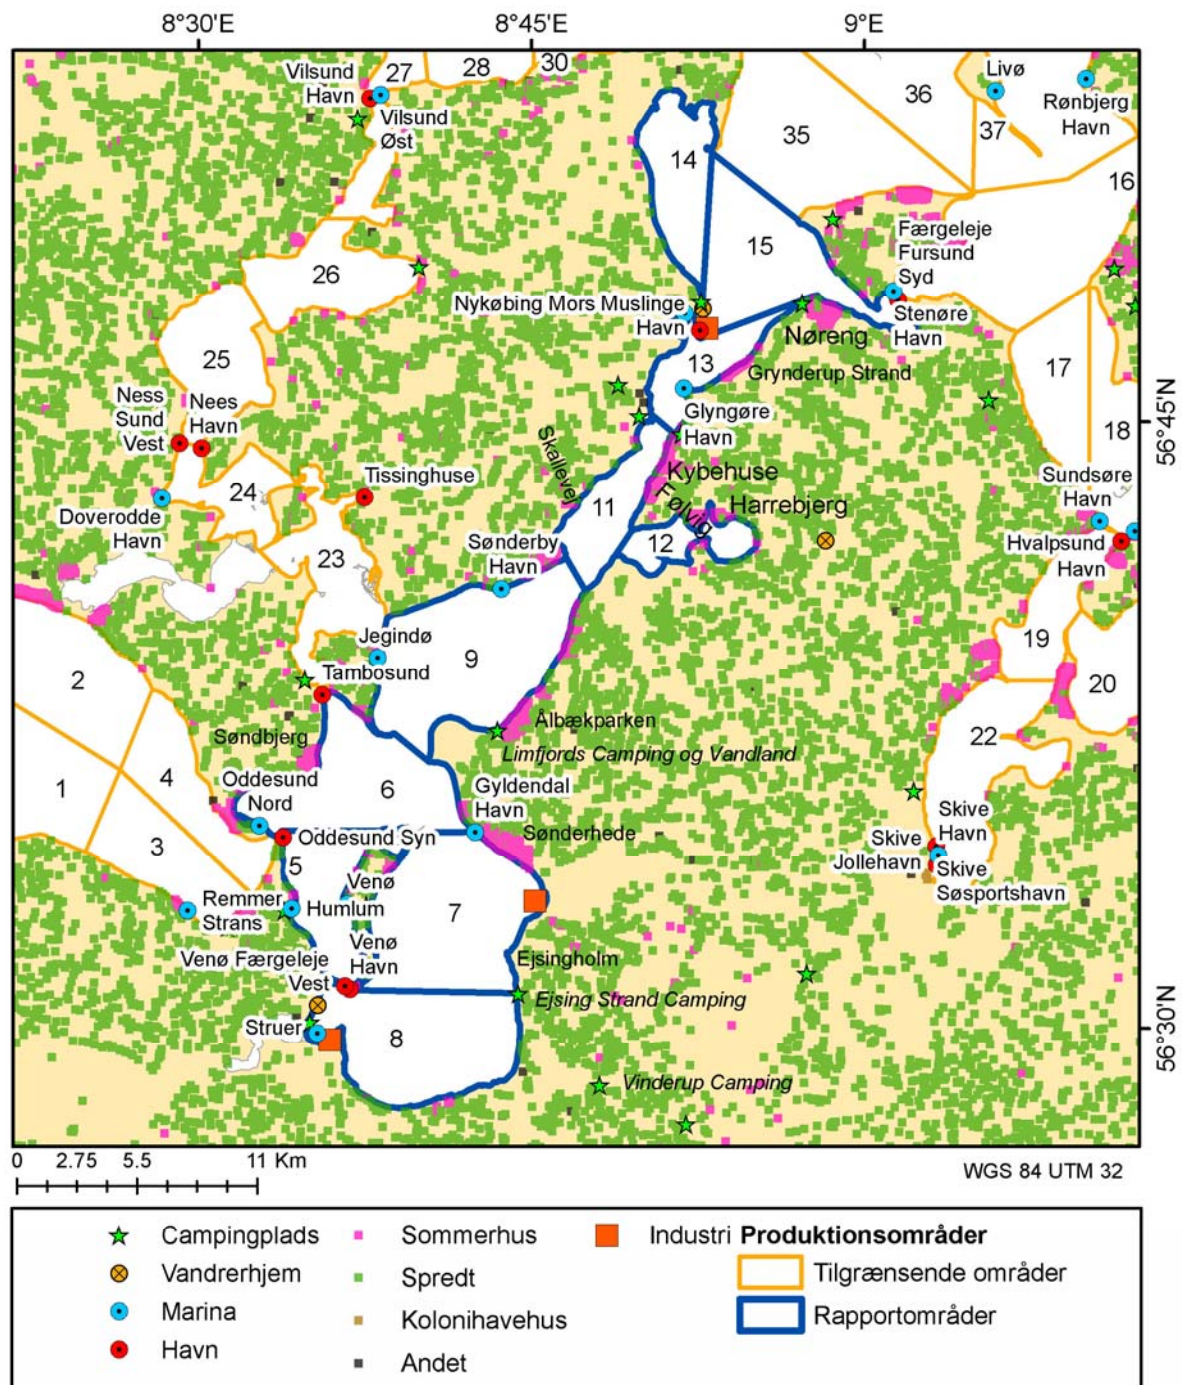 8°30'E
8°45'E
9°E
27
28
30
Vilsund
Havn
Vilsund
Øst
36
Livø
Rønbjerg
Havn
37
35
14
16
15
Færgeleje
Fursund
Syd
26
Nykøbing Mors Muslinge
Havn
Stenøre
Havn
Nøreng
25
13
Grynderup Strand
17
Ness
Sund
Vest
Nees
Havn
Glyngøre
Havn
56°45'N
18
Skallevej
Kybehuse
Tissinghuse
Sundsøre
Havn
24
Følvig
Harrebjerg
11
Doverodde
Havn
Sønderby
Havn
12
Hvalpsund
Havn
23
Jegindø
9
19
2
Tambosund
20
Ålbækparken
Søndbjerg
22
Limfjords Camping og Vandland
4
Oddesund
Nord
1
6
Gyldendal
Havn
Skive
Havn
Oddesund Syn
Sønderhede
Skive
Jollehavn
3
5
Skive
Søsportshavn
Venø
Remmer
Strans
Humlum
7
Venø
Havn
Venø Færgeleje
Vest
Ejsingholm
Ejsing Strand Camping
Struer
8
56°30'N
Vinderup Camping
0 2.75 5.5 11 Km
WGS 84 UTM 32
Campingplads
Vandrerhjem
Marina
Havn
Sommerhus
Spredt
Kolonihavehus
Andet
Industri
Produktionsområder
Tilgrænsende områder
Rapportområder